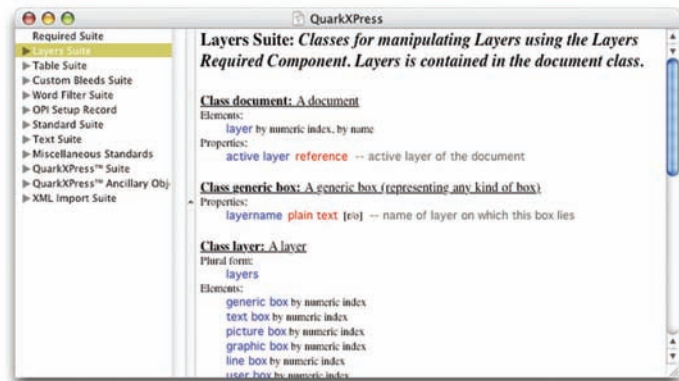 QuarkXPress
Required Suite
Layers Suite
Table Suite
Custom Bleeds Suite
Word Filter Suite
OPI Setup Record
Standard Suite
Text Suite
Miscellaneous Standards
QuarkXPress™ Suite
QuarkXPress™ Ancillary Obj
XML Import Suite
Layers Suite: Classes for manipulating Layers using the Layers
Required Component. Layers is contained in the document class.
Class document: A document
Elements:
layer by numeric index, by name
Properties:
active layer reference -- active layer of the document
Class generic box: A generic box (representing any kind of box)
Properties:
layername plain text [r/o] -- name of layer on which this box lies
Class layer: A layer
Plural form:
layers
Elements:
generic box by numeric index
text box by numeric index
picture box by numeric index
graphic box by numeric index
line box by numeric index
user box by numeric index